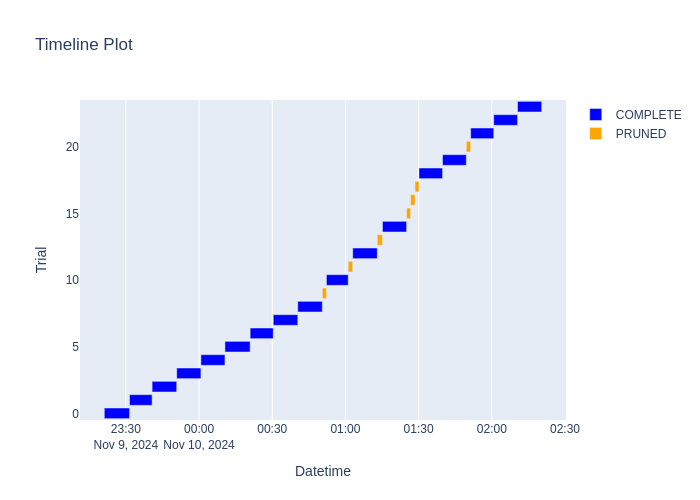 Timeline Plot
COMPLETE
PRUNED
20
15
10
5
0
Trial
23:30 00:00 00:30 01:00 01:30 02:00 02:30
Nov 9, 2024 Nov 10, 2024
Datetime